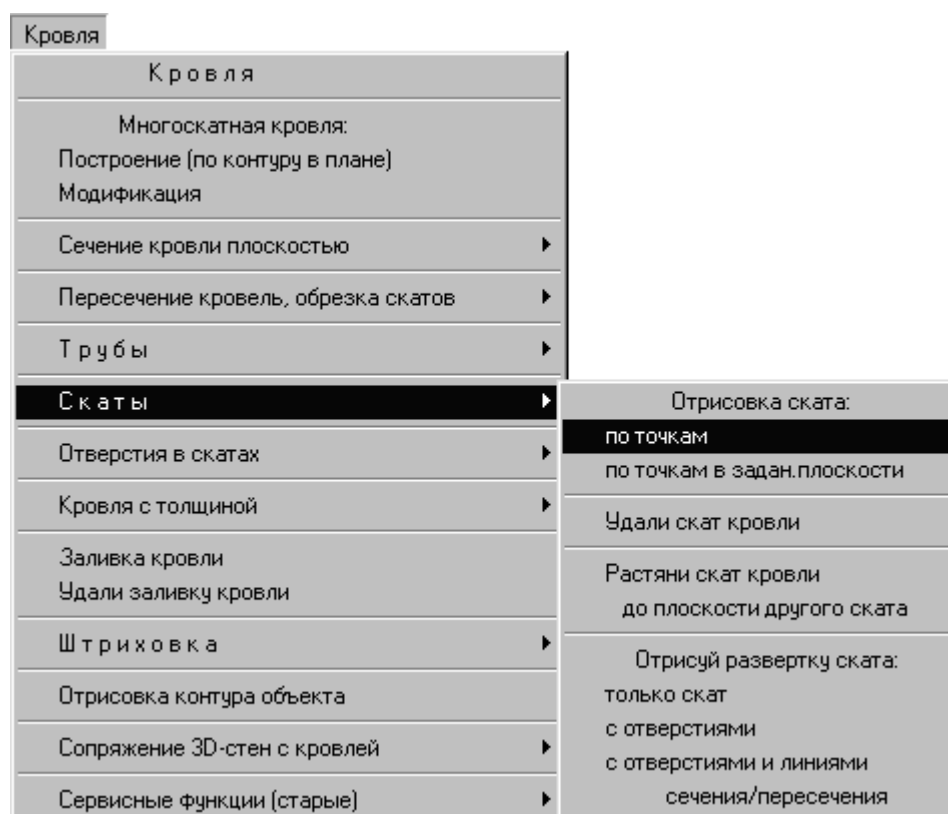 Кровля
К р о в л я
Многоскатная кровля:
Построение (по контуру в плане)
Модификация
Сечение кровли плоскостью
Пересечение кровель, обрезка скатов
Т р у б ы
С к а т ы
Отверстия в скатах
Кровля с толщиной
Заливка кровли
Удали заливку кровли
Ш т р и х о в к а
Отрисовка контура объекта
Сопряжение 3D-стен с кровлей
Сервисные функции (старые)
Отрисовка ската:
по точкам
по точкам в задан.плоскости
Удали скат кровли
Растяни скат кровли
до плоскости другого ската
Отрисуй развертку ската:
только скат
с отверстиями
с отверстиями и линиями
сечения/пересечения